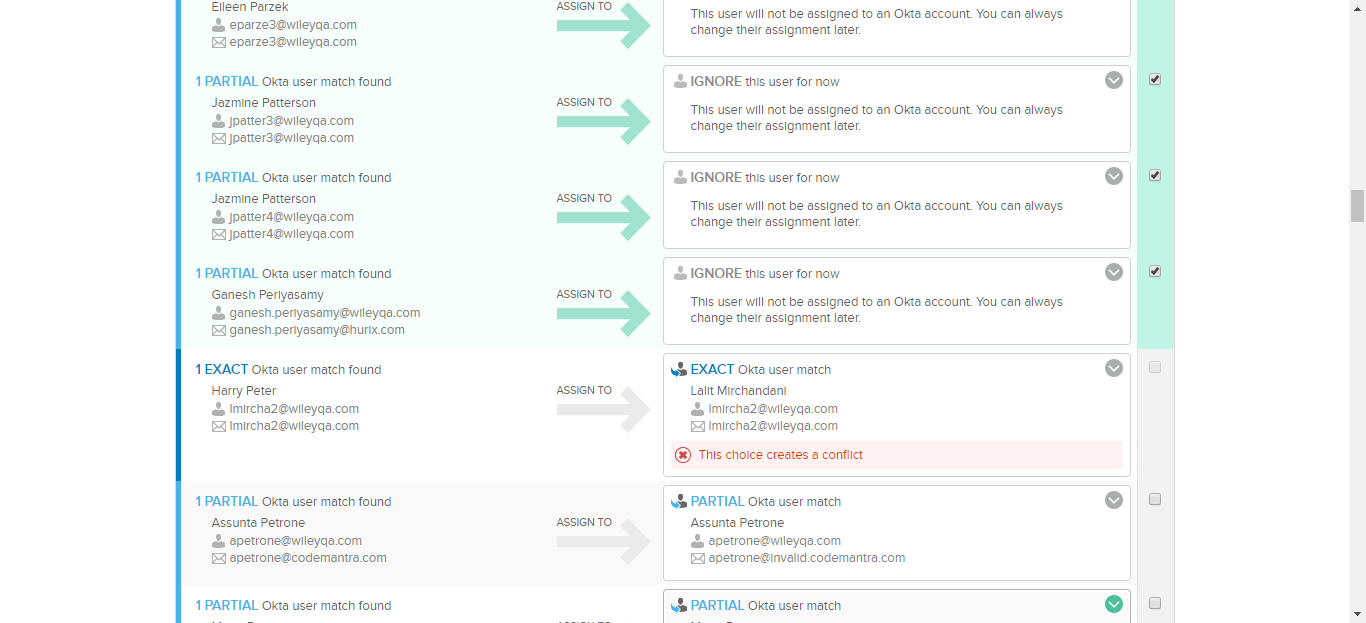 Eileen Parzek
eparze3@wileyqa.com
eparze3@wileyqa.com
ASSIGN TO
This user will not be assigned to an Okta account. You can always
change their assignment later.
1 PARTIAL Okta user match found
Jazmine Patterson
jpatter3@wileyqa.com
jpatter3@wileyqa.com
ASSIGN TO
IGNORE this user for now
This user will not be assigned to an Okta account. You can always
change their assignment later.
1 PARTIAL Okta user match found
Jazmine Patterson
jpatter4@wileyqa.com
jpatter4@wileyqa.com
ASSIGN TO
IGNORE this user for now
This user will not be assigned to an Okta account. You can always
change their assignment later.
1 PARTIAL Okta user match found
Ganesh Periyasamy
ganesh.periyasamy@wileyqa.com
ganesh.periyasamy@hurix.com
ASSIGN TO
IGNORE this user for now
This user will not be assigned to an Okta account. You can always
change their assignment later.
1 EXACT Okta user match found
Harry Peter
lmircha2@wileyqa.com
lmircha2@wileyqa.com
ASSIGN TO
EXACT Okta user match
Lalit Mirchandani
lmircha2@wileyqa.com
lmircha2@wileyqa.com
This choice creates a conflict
1 PARTIAL Okta user match found
Assunta Petrone
apetrone@wileyqa.com
apetrone@codemantra.com
ASSIGN TO
PARTIAL Okta user match
Assunta Petrone
apetrone@wileyqa.com
apetrone@invalid.codemantra.com
1 PARTIAL Okta user match found
PARTIAL Okta user match